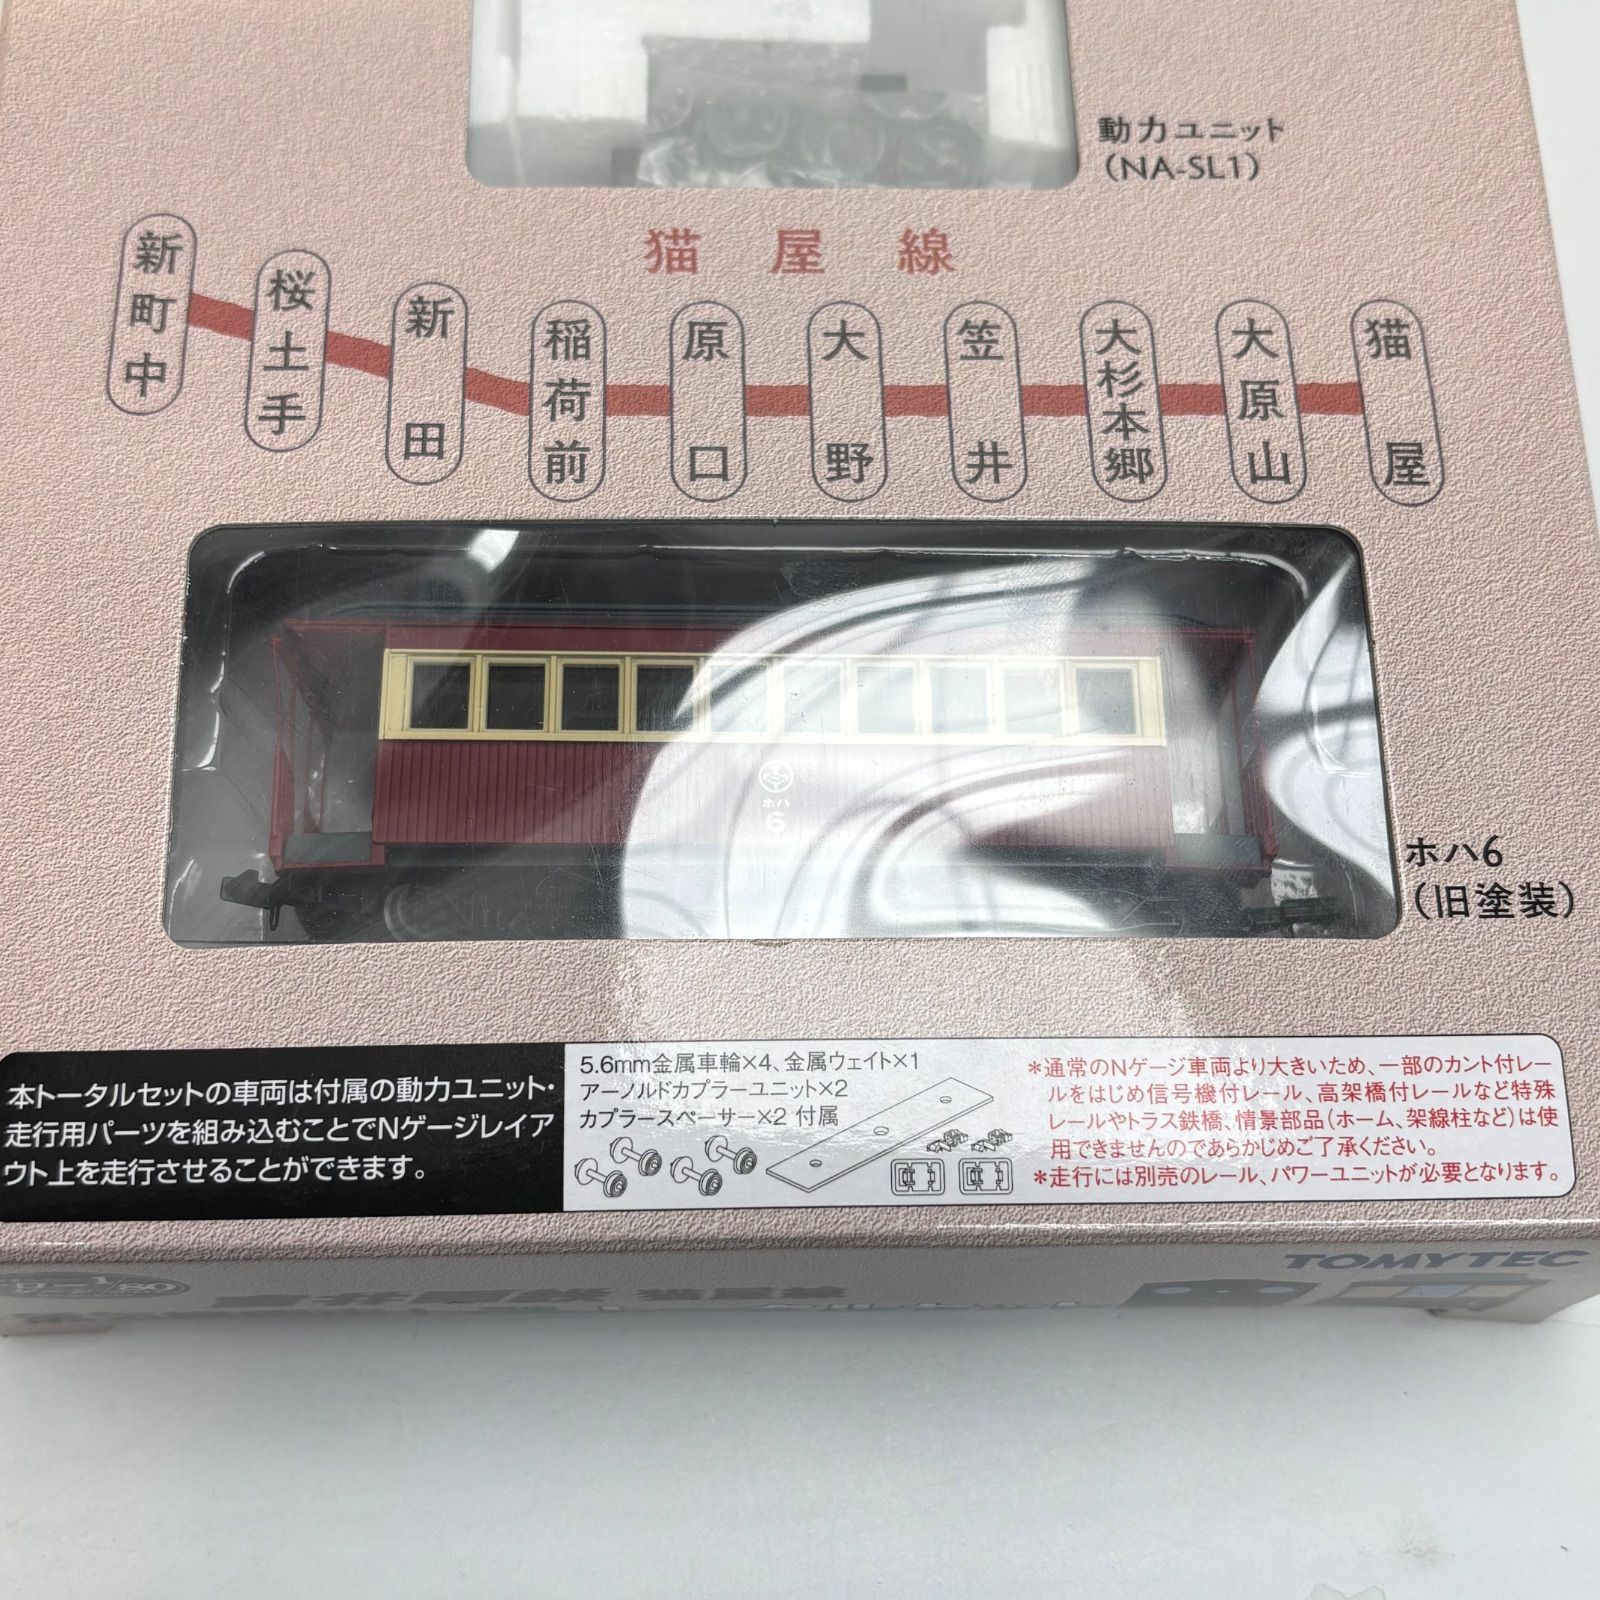 動力ユニット
(NA-SL1)
猫屋線
新町中
桜土手
新田
稲荷前
原口
大野
笠井
大杉本郷
大原山
猫屋
ホハ
6
ホハ6
(旧塗装)
本トータルセットの車両は付属の動力ユニット・
走行用パーツを組み込むことでNゲージレイア
ウト上を走行させることができます。
5.6mm金属車輪×4、金属ウェイト×1
アーノルドカプラーユニット×2
カプラースペーサー×2 付属
*通常のNゲージ車両より大きいため、一部のカント付レー
ルをはじめ信号機付レール、高架橋付レールなど特殊
レールやトラス鉄橋、情景部品(ホーム、架線柱など)は使
用できませんのであらかじめご了承ください。
*走行には別売のレール、パワーユニットが必要となります。
TOMYTEC
猫屋線